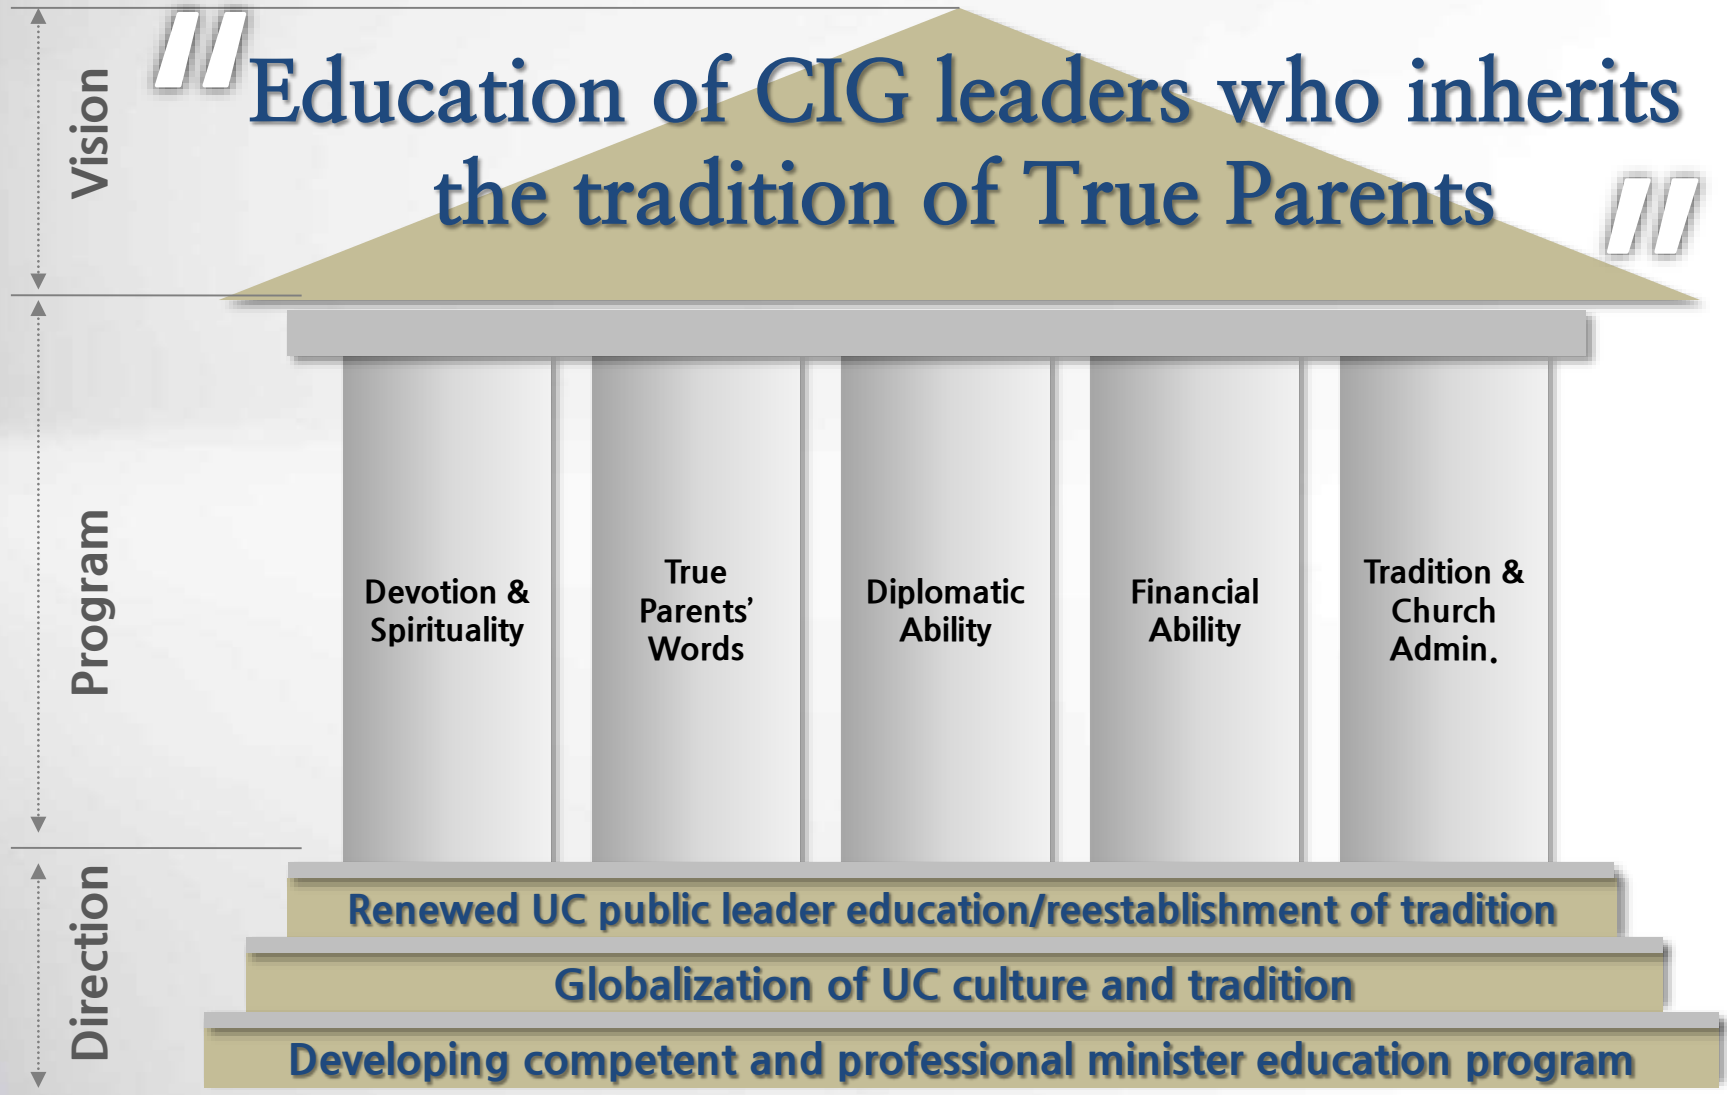 Vision
"Education of CIG leaders who inherits
the tradition of True Parents"
Program
Devotion &
Spirituality
True
Parents’
Words
Diplomatic
Ability
Financial
Ability
Tradition &
Church
Admin.
Direction
Renewed UC public leader education/reestablishment of tradition
Globalization of UC culture and tradition
Developing competent and professional minister education program